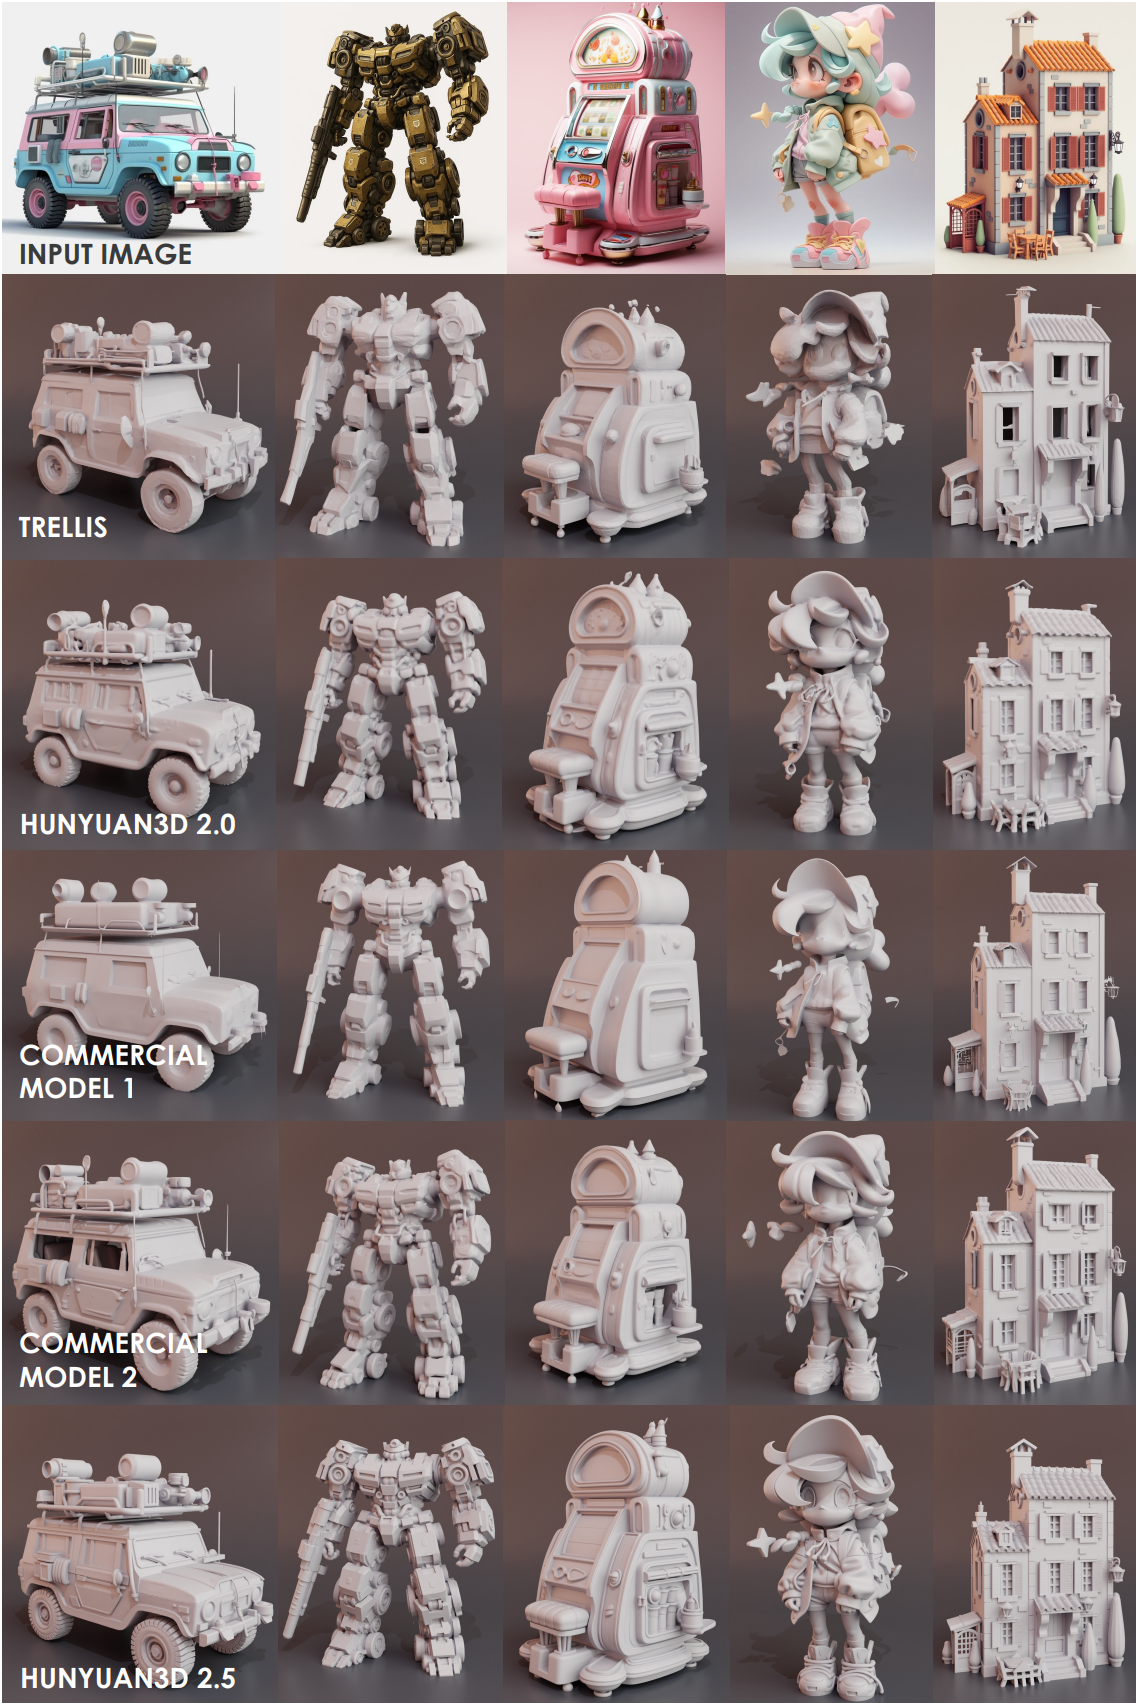 INPUT IMAGE
TRELLIS
HUNYUAN3D 2.0
COMMERCIAL
MODEL 1
COMMERCIAL
MODEL 2
HUNYUAN3D 2.5